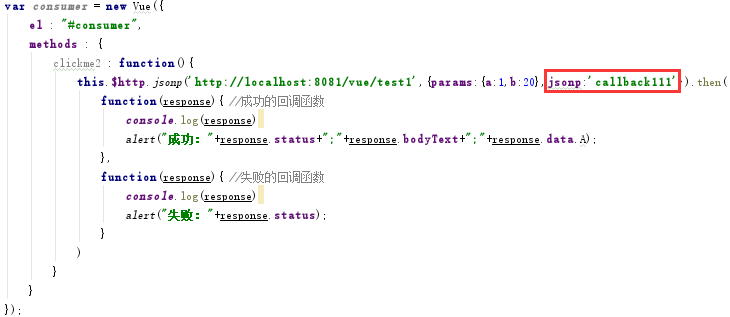 var consumer = new Vue({
el : "#consumer",
methods : {
clickme2 : function(){
this.$http.jsonp('http://localhost:8081/vue/test1',{params:{a:1,b:20},jsonp:'callback111'}).then(
function(response){ //成功的回调函数
console.log(response)
alert("成功："+response.status+";"+response.bodyText+";"+response.data.A);
},
function(response){ //失败的回调函数
console.log(response)
alert("失败："+response.status);
}
)
}
}
});